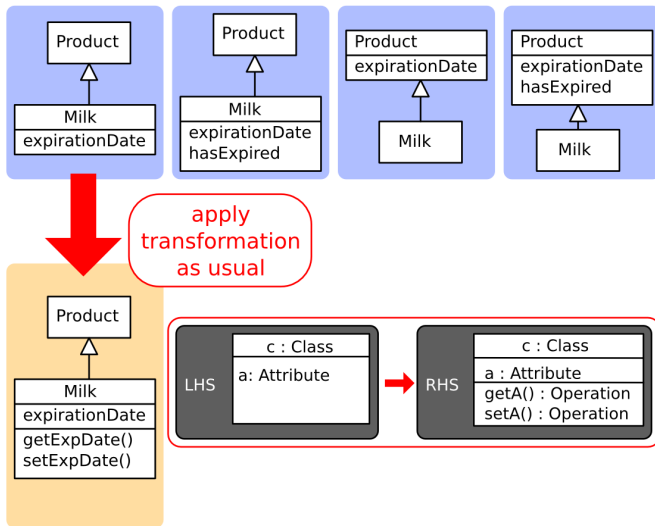 Product
Milk
expirationDate
Product
Milk
expirationDate
hasExpired
Product
expirationDate
Milk
Product
expirationDate
hasExpired
Milk
apply
transformation
as usual
Product
Milk
expirationDate
getExpDate()
setExpDate()
LHS
c : Class
a: Attribute
RHS
c : Class
a : Attribute
getA() : Operation
setA() : Operation